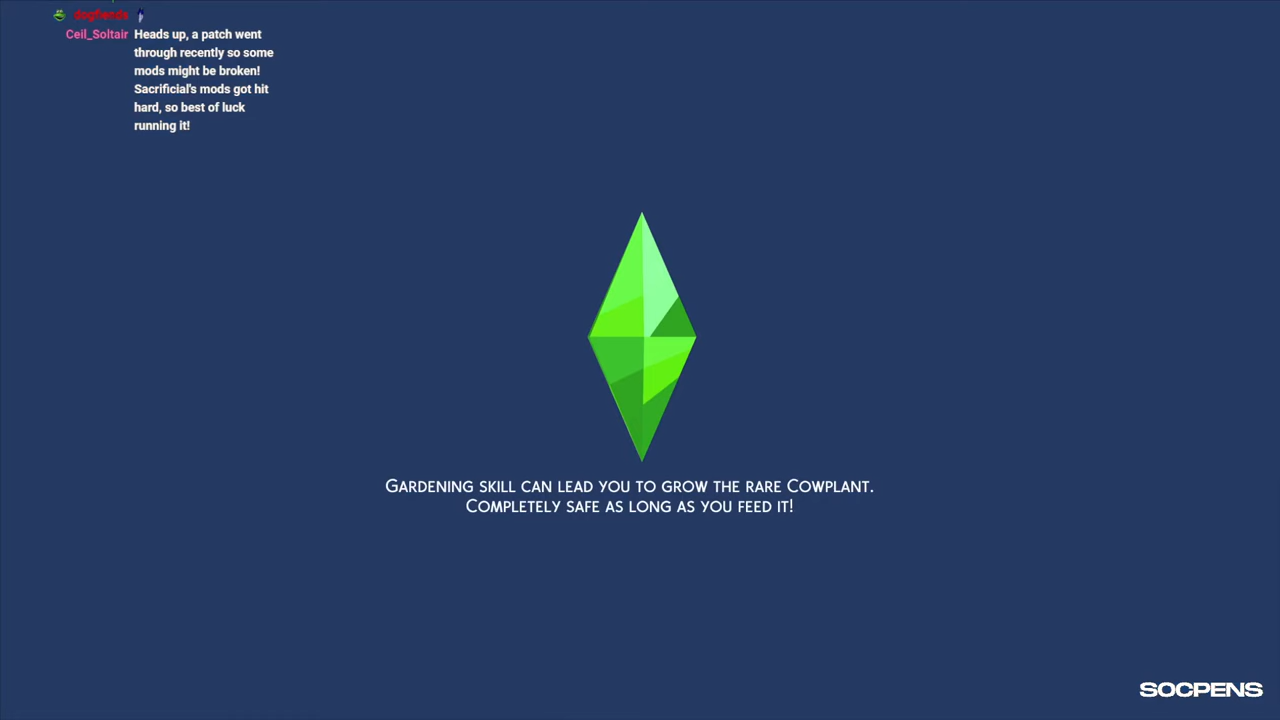 dogfiends
Ceil_Soltair Heads up, a patch went
through recently so some
mods might be broken!
Sacrificial's mods got hit
hard, so best of luck
running it!
GARDENING SKILL CAN LEAD YOU TO GROW THE RARE COWPLANT.
COMPLETELY SAFE AS LONG AS YOU FEED IT!
SOCPENS